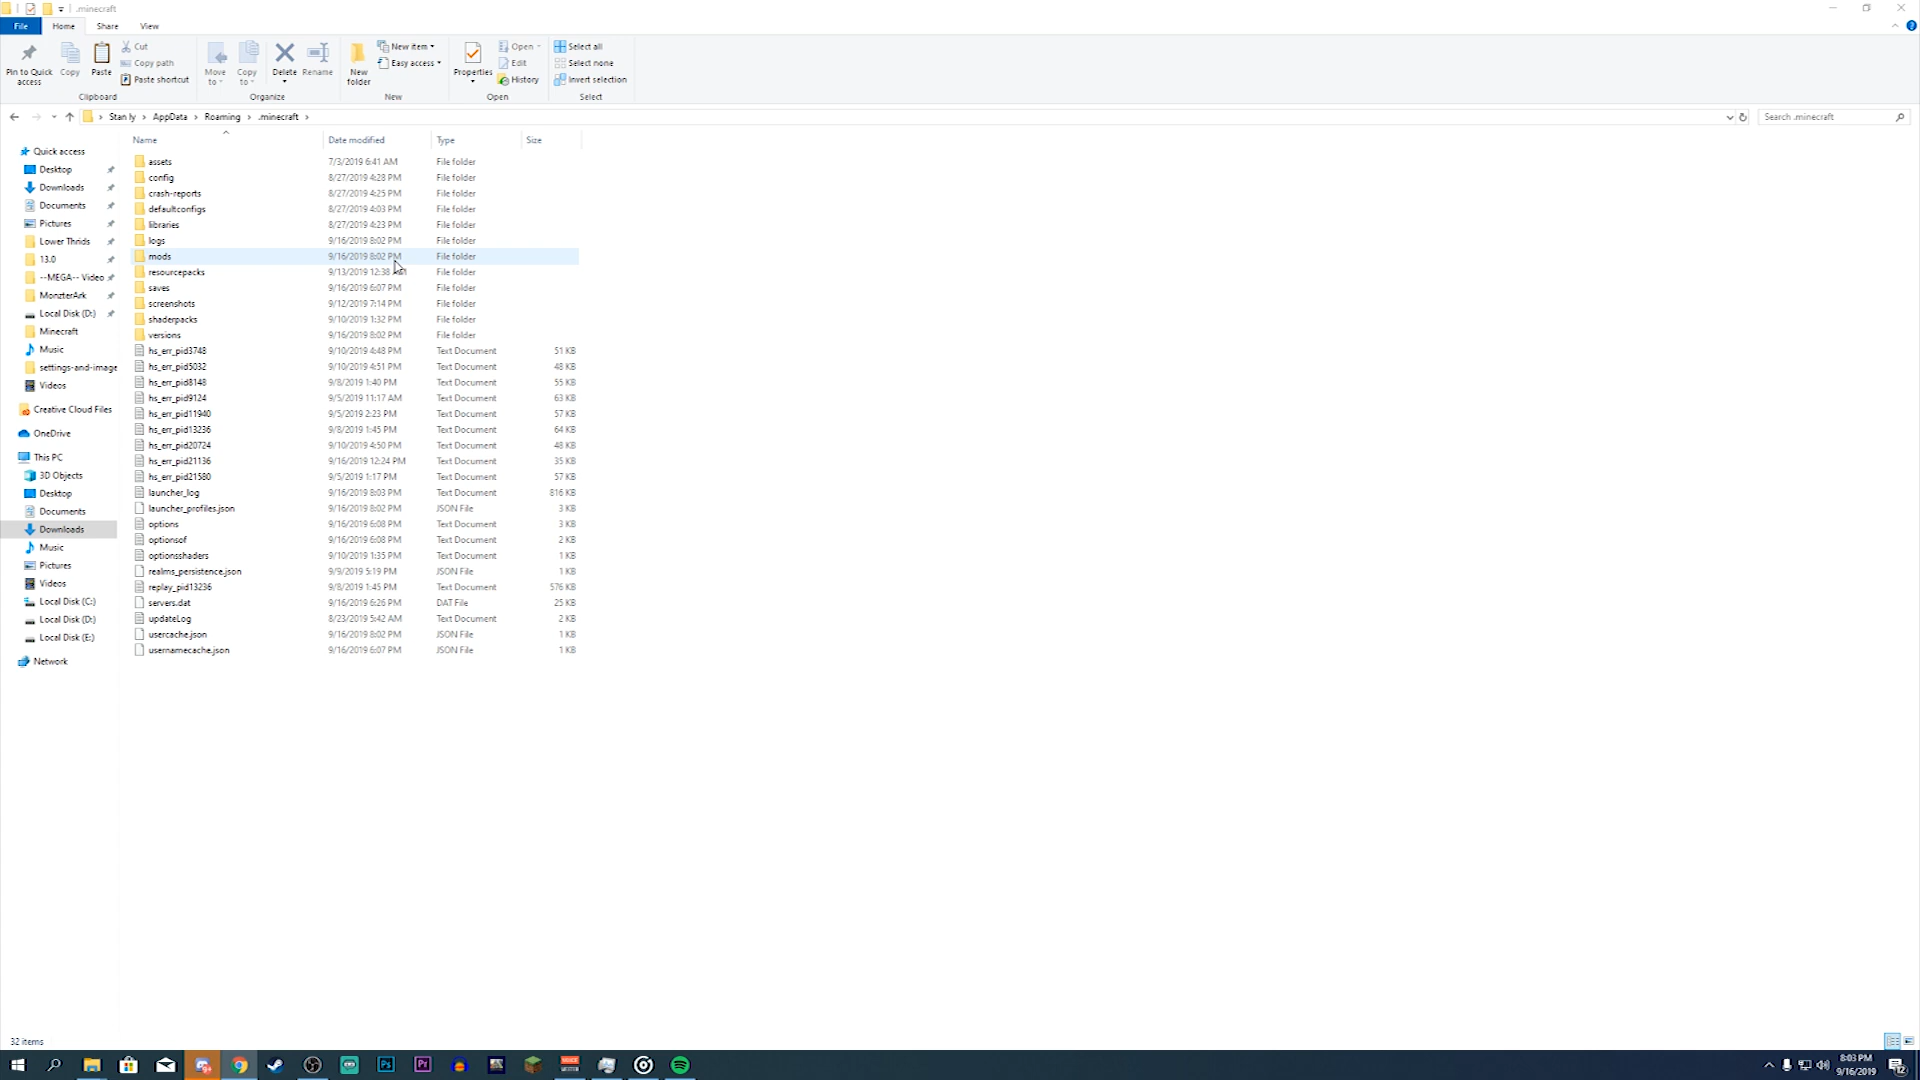 .minecraft
File Home Share View
Pin to Quick access Copy Paste Cut Copy path Paste shortcut Move to Copy to Delete Rename New folder New item Easy access Properties Open Edit History Select all Select none Invert selection
Clipboard Organize New Open Select
Stan ly AppData Roaming .minecraft Search .minecraft
Name Date modified Type Size
Quick access
Desktop
Downloads
Documents
Pictures
Lower Thrids
13.0
--MEGA-- Video
MonzterArk
Local Disk (D:)
Minecraft
Music
settings-and-image
Videos
Creative Cloud Files
OneDrive
This PC
3D Objects
Desktop
Documents
Downloads
Music
Pictures
Videos
Local Disk (C:)
Local Disk (D:)
Local Disk (E:)
Network
assets 7/3/2019 6:41 AM File folder
config 8/27/2019 4:28 PM File folder
crash-reports 8/27/2019 4:25 PM File folder
defaultconfigs 8/27/2019 4:03 PM File folder
libraries 8/27/2019 4:23 PM File folder
logs 9/16/2019 8:02 PM File folder
mods 9/16/2019 8:02 PM File folder
resourcepacks 9/13/2019 12:38 File folder
saves 9/16/2019 6:07 PM File folder
screenshots 9/12/2019 7:14 PM File folder
shaderpacks 9/10/2019 1:32 PM File folder
versions 9/16/2019 8:02 PM File folder
hs_err_pid3748 9/10/2019 4:48 PM Text Document 51 KB
hs_err_pid5032 9/10/2019 4:51 PM Text Document 48 KB
hs_err_pid8148 9/8/2019 1:40 PM Text Document 55 KB
hs_err_pid9124 9/5/2019 11:17 AM Text Document 63 KB
hs_err_pid11940 9/5/2019 2:23 PM Text Document 57 KB
hs_err_pid13236 9/8/2019 1:45 PM Text Document 64 KB
hs_err_pid20724 9/10/2019 4:50 PM Text Document 48 KB
hs_err_pid21136 9/16/2019 12:24 PM Text Document 35 KB
hs_err_pid21580 9/5/2019 1:17 PM Text Document 57 KB
launcher_log 9/16/2019 8:03 PM Text Document 816 KB
launcher_profiles.json 9/16/2019 8:02 PM JSON File 3 KB
options 9/16/2019 6:08 PM Text Document 3 KB
optionsof 9/16/2019 6:08 PM Text Document 2 KB
optionsshaders 9/10/2019 1:35 PM Text Document 1 KB
realms_persistence.json 9/9/2019 5:19 PM JSON File 1 KB
replay_pid13236 9/8/2019 1:45 PM Text Document 576 KB
servers.dat 9/16/2019 6:26 PM DAT File 25 KB
updateLog 8/23/2019 5:42 AM Text Document 2 KB
usercache.json 9/16/2019 8:02 PM JSON File 1 KB
usernamecache.json 9/16/2019 6:07 PM JSON File 1 KB
32 items
Ps Pr
8:03 PM
9/16/2019